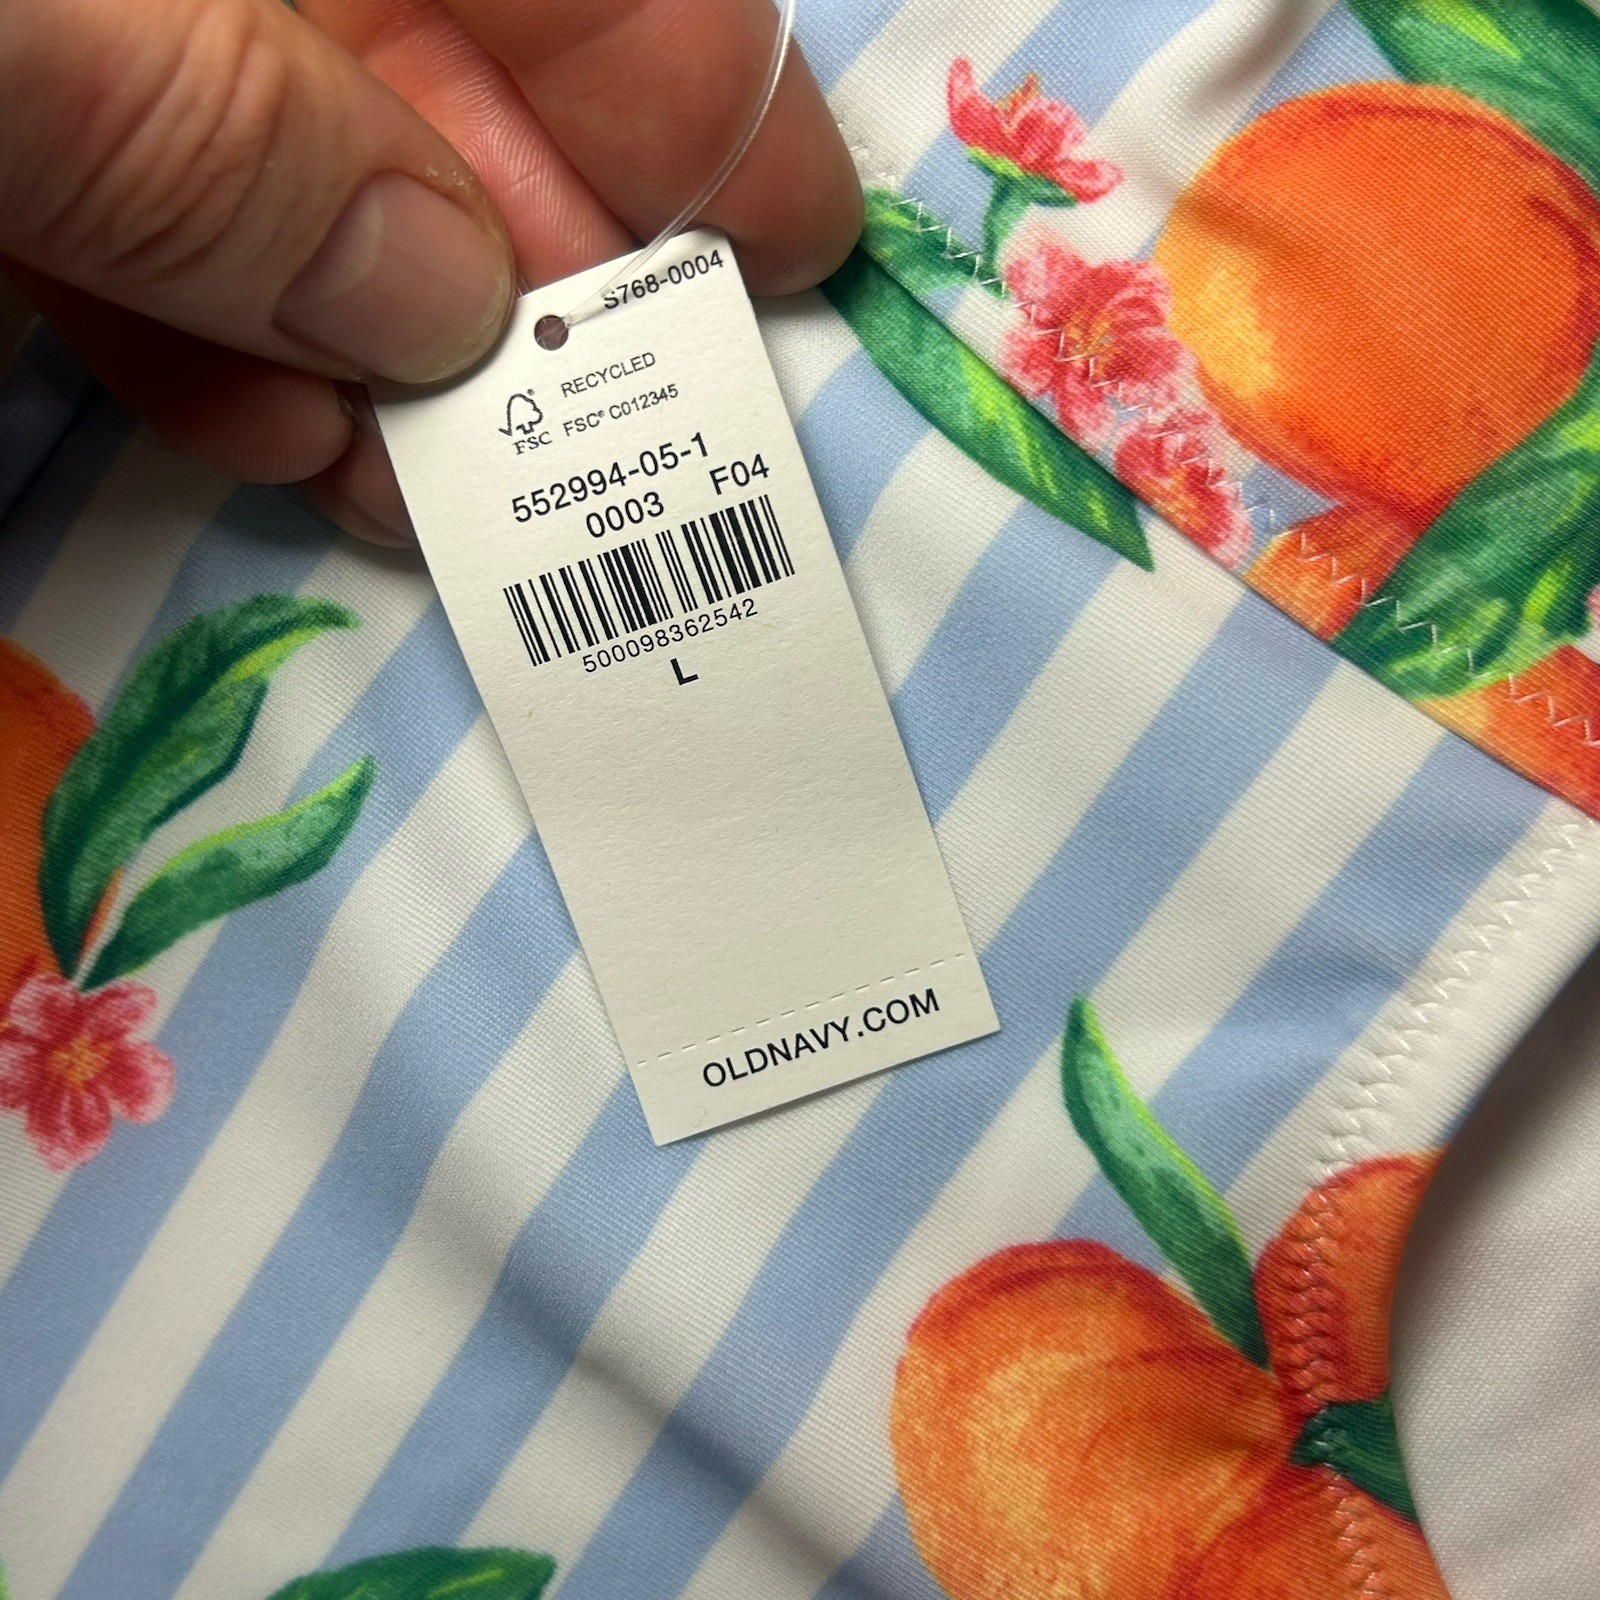 S768-0004
RECYCLED
FSC® C012345
FSC
552994-05-1
0003 F04
500098362542
L
OLDNAVY.COM